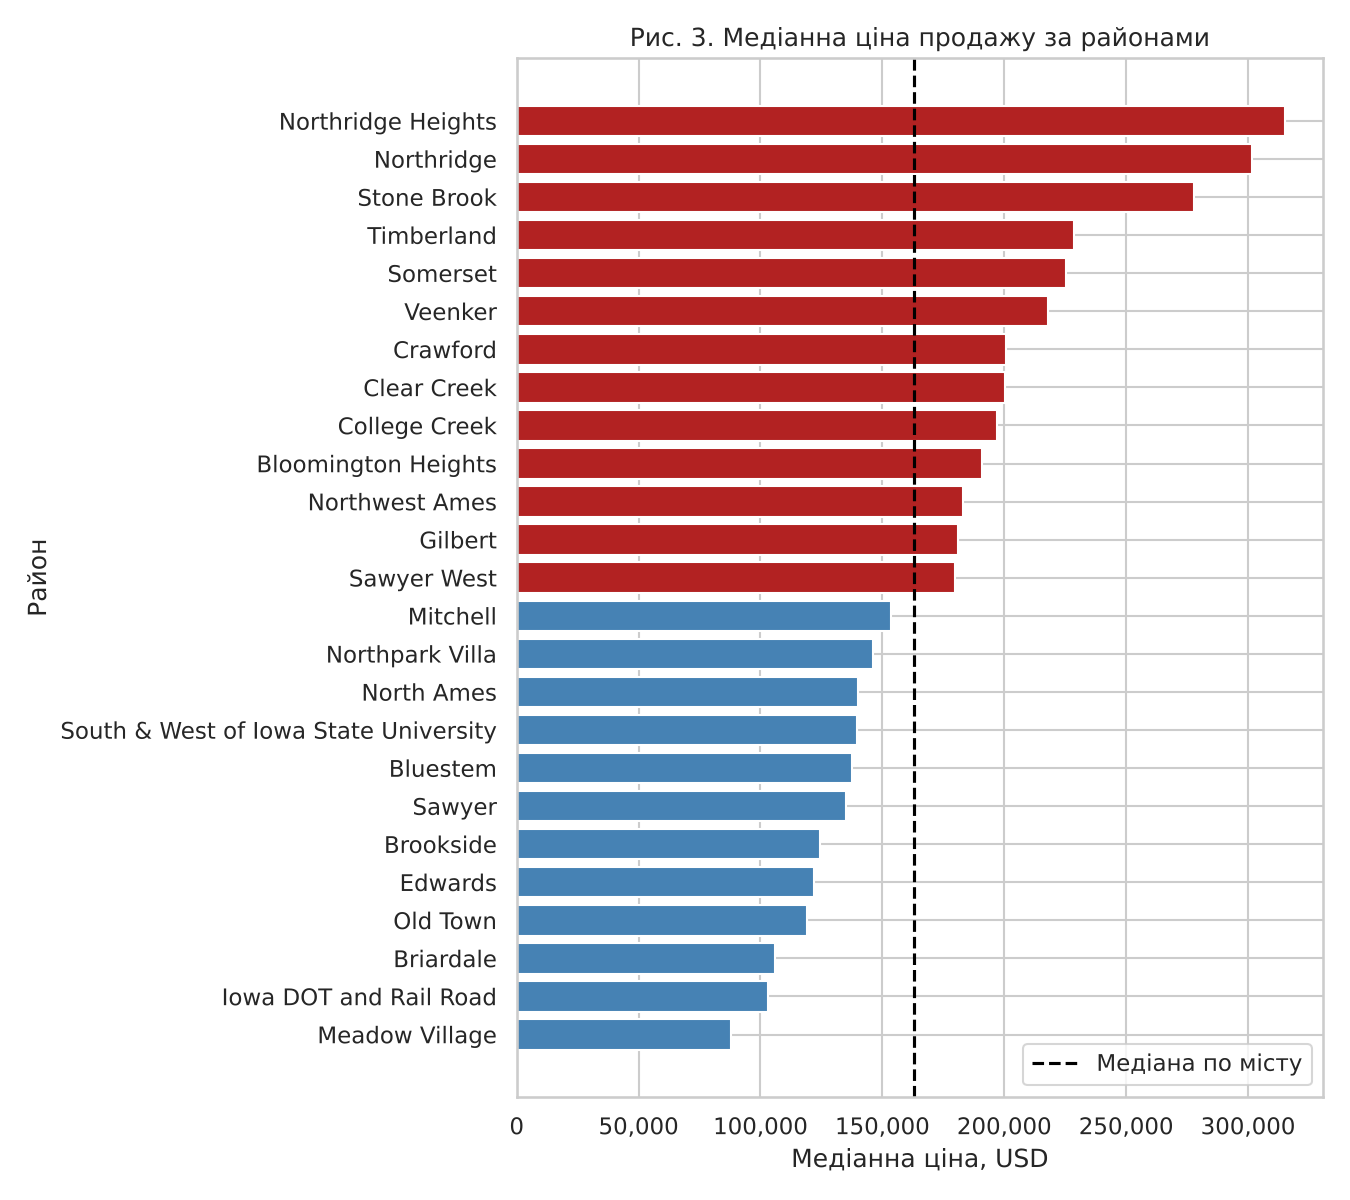 Рис. 3. Медіанна ціна продажу за районами
Район
Northridge Heights
Northridge
Stone Brook
Timberland
Somerset
Veenker
Crawford
Clear Creek
College Creek
Bloomington Heights
Northwest Ames
Gilbert
Sawyer West
Mitchell
Northpark Villa
North Ames
South & West of Iowa State University
Bluestem
Sawyer
Brookside
Edwards
Old Town
Briardale
Iowa DOT and Rail Road
Meadow Village
Медіана по місту
0 50,000 100,000 150,000 200,000 250,000 300,000
Медіанна ціна, USD